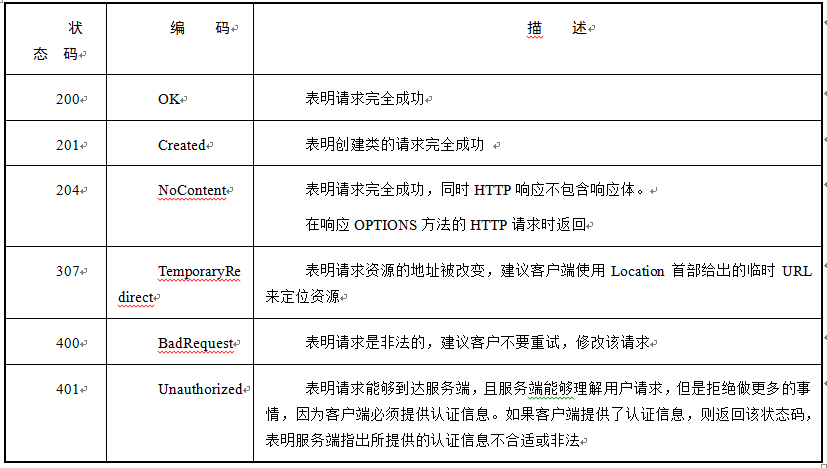 状
态 码
编 码
描 述
200
OK
表明请求完全成功
201
Created
表明创建类的请求完全成功
204
NoContent
表明请求完全成功，同时 HTTP 响应不包含响应体。
在响应 OPTIONS 方法的 HTTP 请求时返回
307
TemporaryRe
direct
表明请求资源的地址被改变，建议客户端使用 Location 首部给出的临时 URL
来定位资源
400
BadRequest
表明请求是非法的，建议客户不要重试，修改该请求
401
Unauthorized
表明请求能够到达服务端，且服务端能够理解用户请求，但是拒绝做更多的事
情，因为客户端必须提供认证信息。如果客户端提供了认证信息，则返回该状态码，
表明服务端指出所提供的认证信息不合适或非法